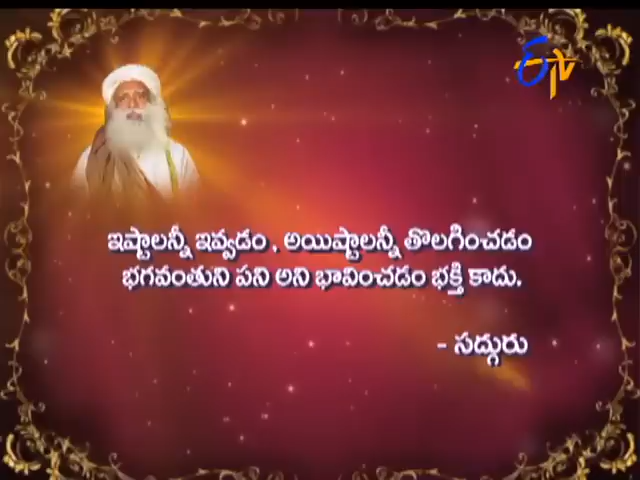 ETV
ఇష్టాలన్నీ ఇవ్వడం , అయిష్టాలన్నీ తొలగించడం
భగవంతుని పని అని భావించడం భక్తి కాదు.
- సద్గురు